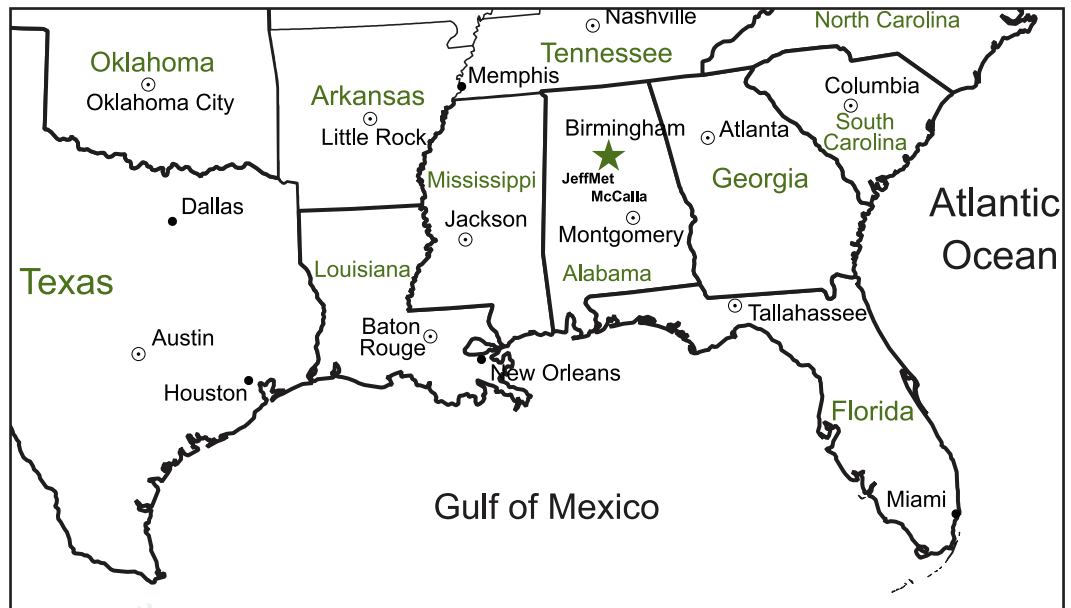 Nashville
North Carolina
Tennessee
Oklahoma
Oklahoma City
Memphis
Arkansas
Little Rock
Columbia
South
Carolina
Birmingham
Atlanta
JeffMet
McCalla
Georgia
Mississippi
Dallas
Jackson
Montgomery
Atlantic
Ocean
Texas
Louisiana
Alabama
Tallahassee
Austin
Baton
Rouge
Houston
New Orleans
Florida
Gulf of Mexico
Miami